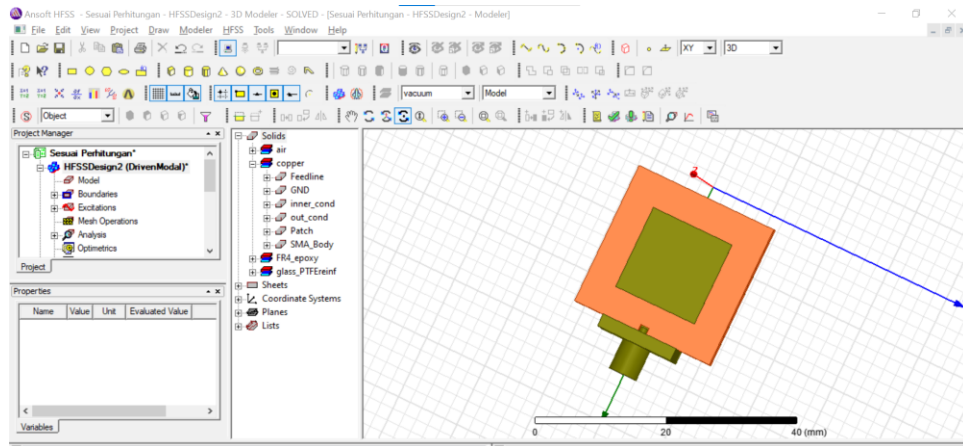 Ansoft HFSS - Sesuai Perhitungan - HFSSDesign2 - 3D Modeler - SOLVED - [Sesuai Perhitungan - HFSSDesign2 - Modeler]
File Edit View Project Draw Modeler HFSS Tools Window Help
XY 3D
vacuum Model
Object
Project Manager
Sesuai Perhitungan*
HFSSDesign2 (DrivenModal)*
Model
Boundaries
Excitations
Mesh Operations
Analysis
Optimetrics
Project
Properties
Name Value Unit Evaluated Value
Variables
Solids
air
copper
Feedline
GND
inner_cond
out_cond
Patch
SMA_Body
FR4_epoxy
glass_PTFEreinf
Sheets
Coordinate Systems
Planes
Lists
0 20 40 (mm)